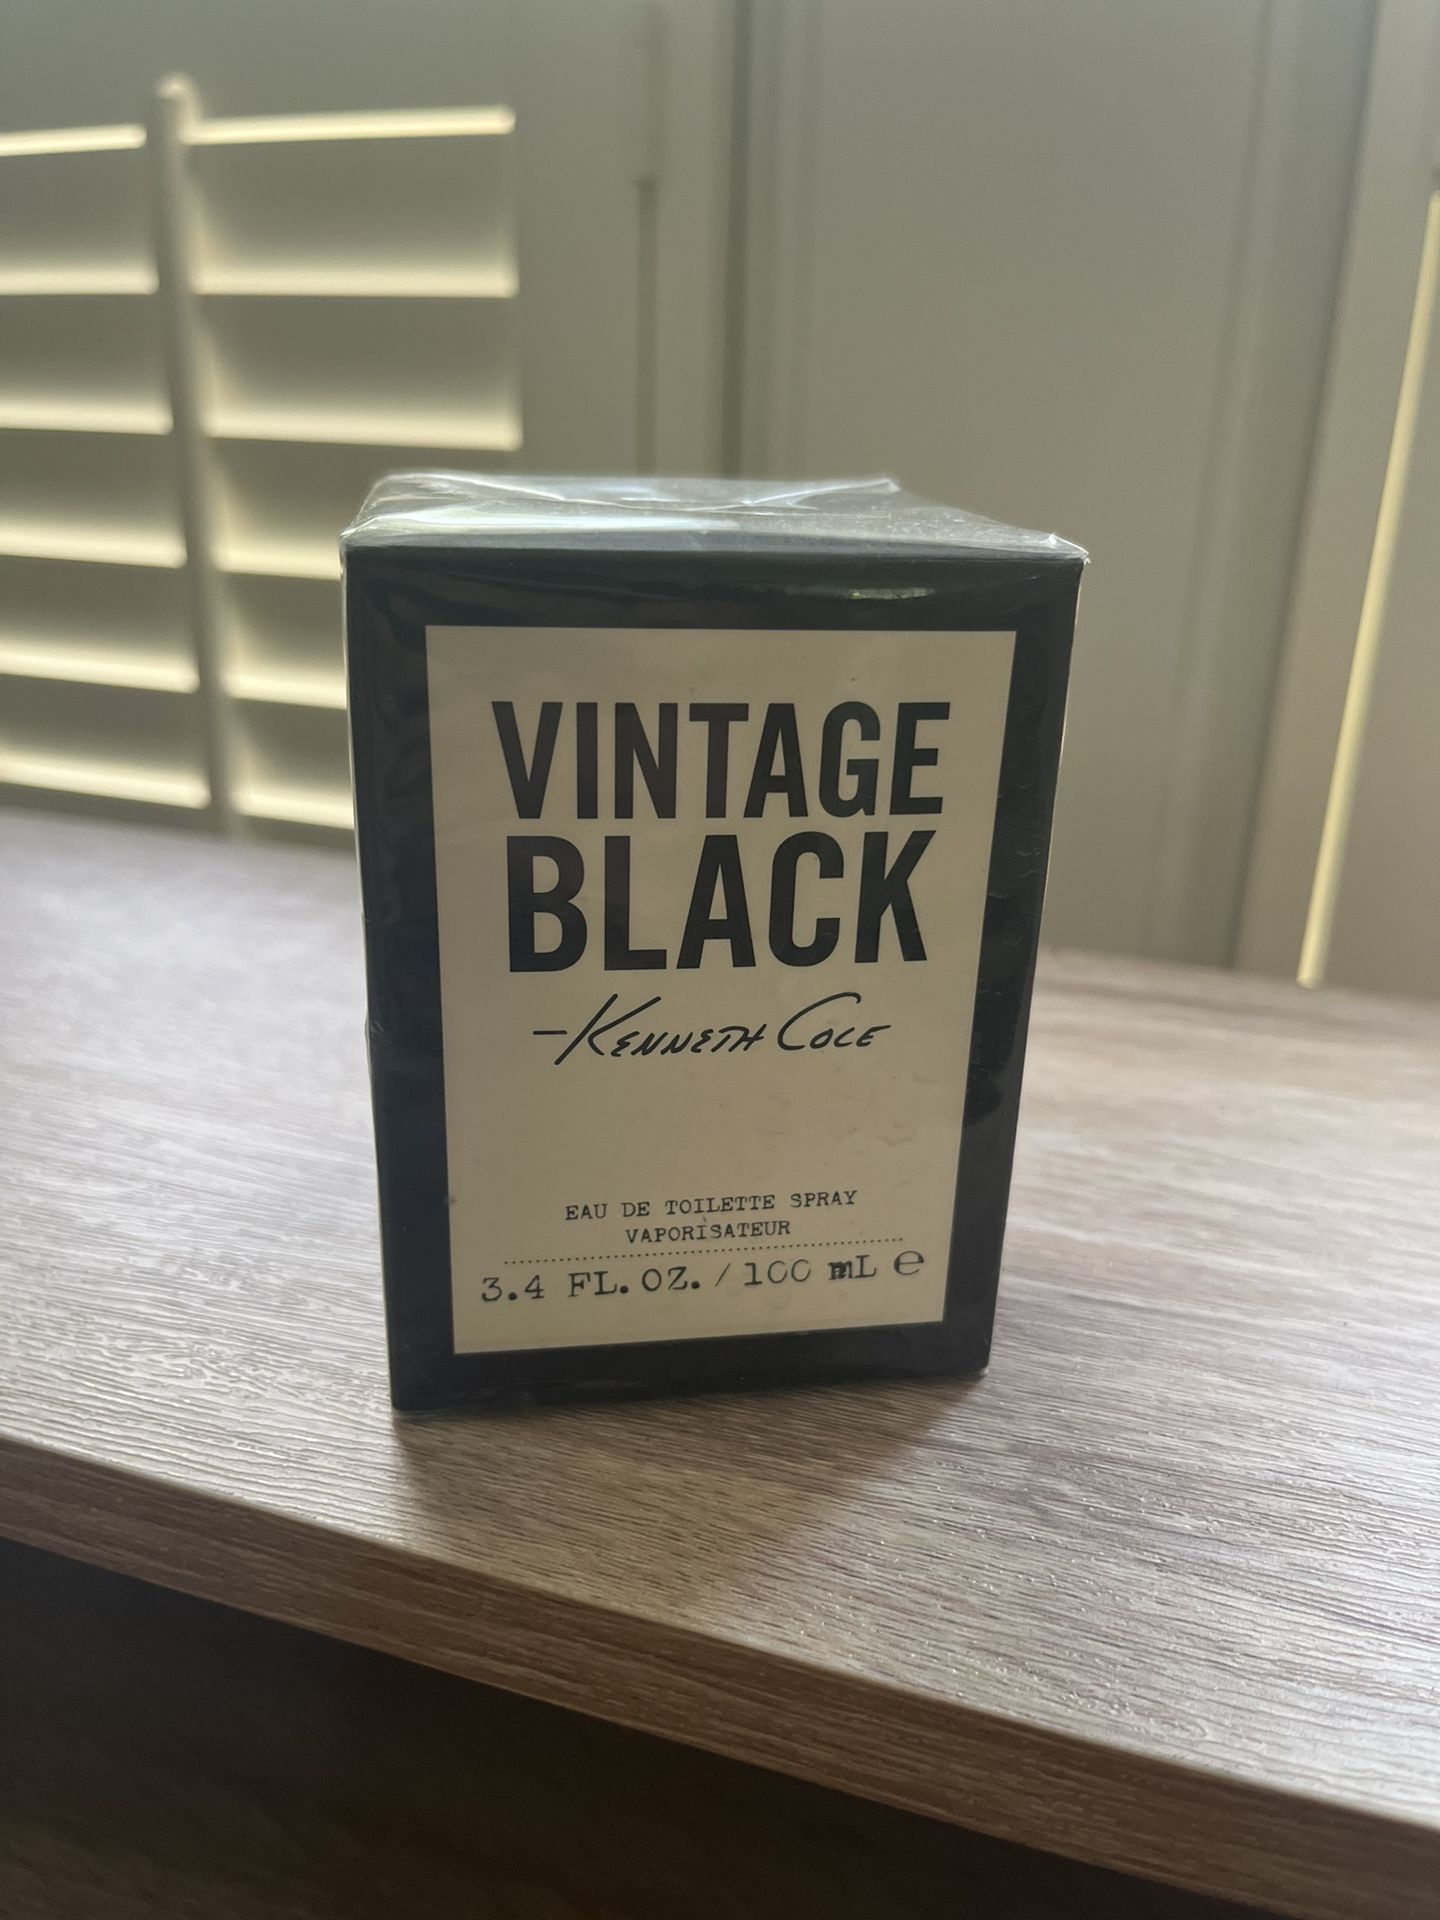 VINTAGE
BLACK
-KENNETH COLE
EAU DE TOILETTE SPRAY
VAPORISATEUR
3.4 FL. OZ. / 100 mL ℮